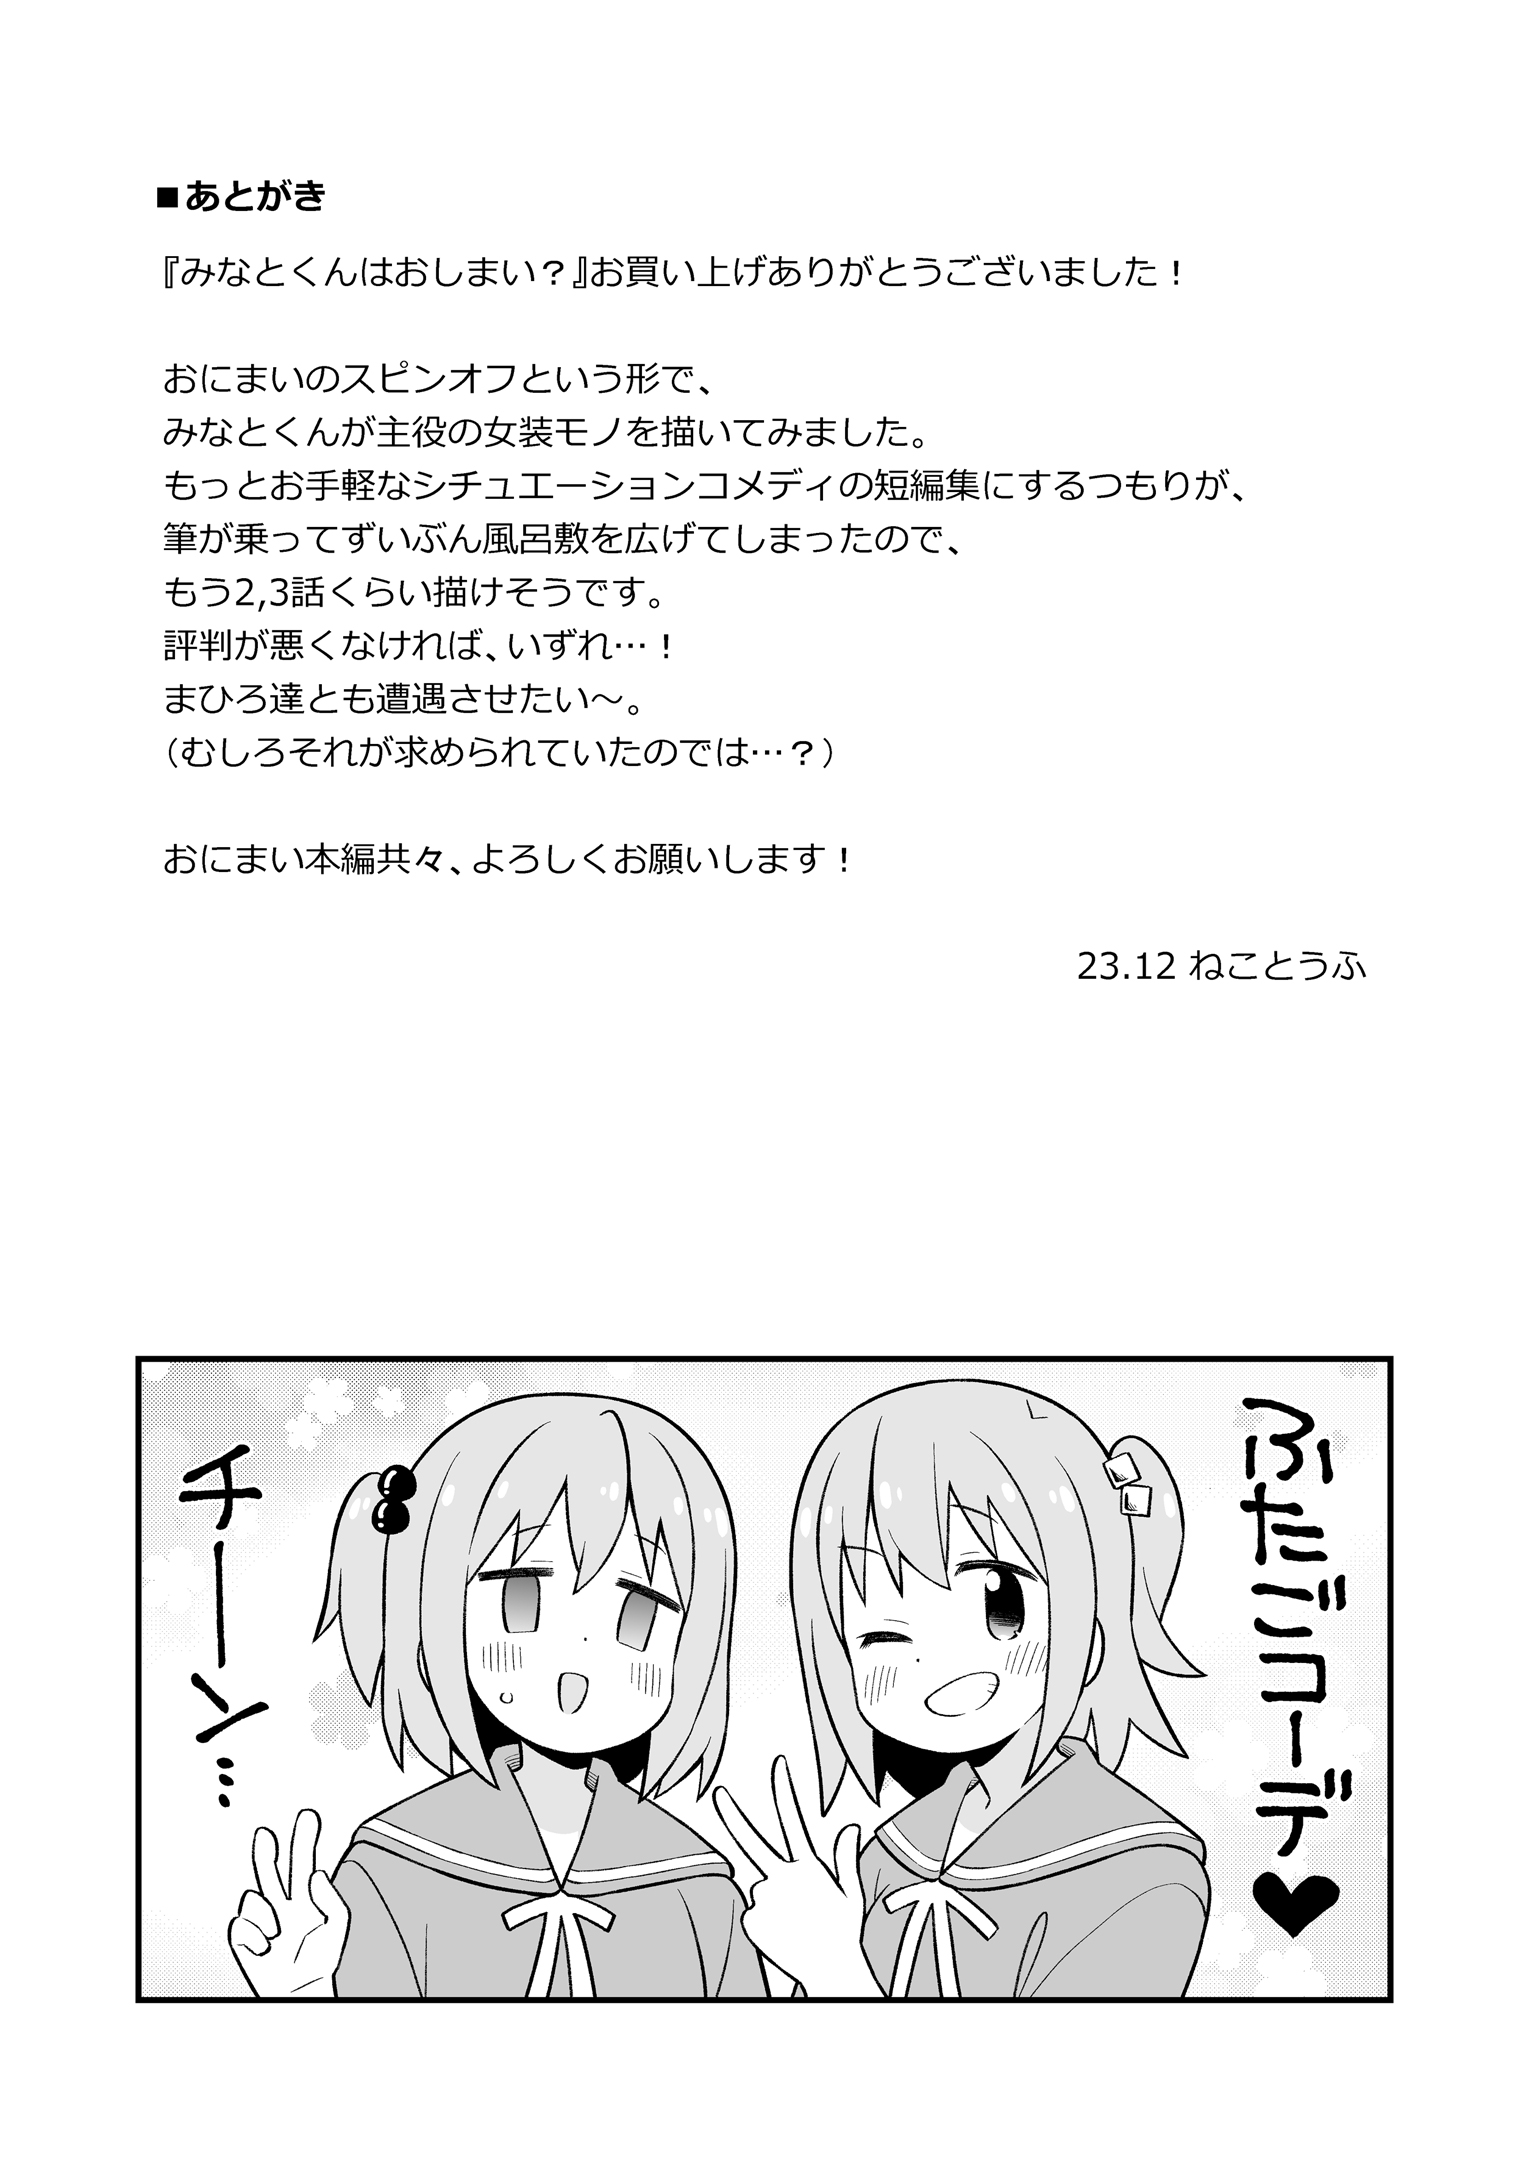 ■あとがき
『みなとくんはおしまい？』お買い上げありがとうございました！
おにまいのスピンオフという形で、
みなとくんが主役の女装モノを描いてみました。
もっとお手軽なシチュエーションコメディの短編集にするつもりが、
筆が乗ってずいぶん風呂敷を広げてしまったので、
もう2,3話くらい描けそうです。
評判が悪くなければ、いずれ…！
まひろ達とも遭遇させたい～。
（むしろそれが求められていたのでは…？）
おにまい本編共々、よろしくお願いします！
23.12 ねことうふ
ふたごコーデ♥
チーン…